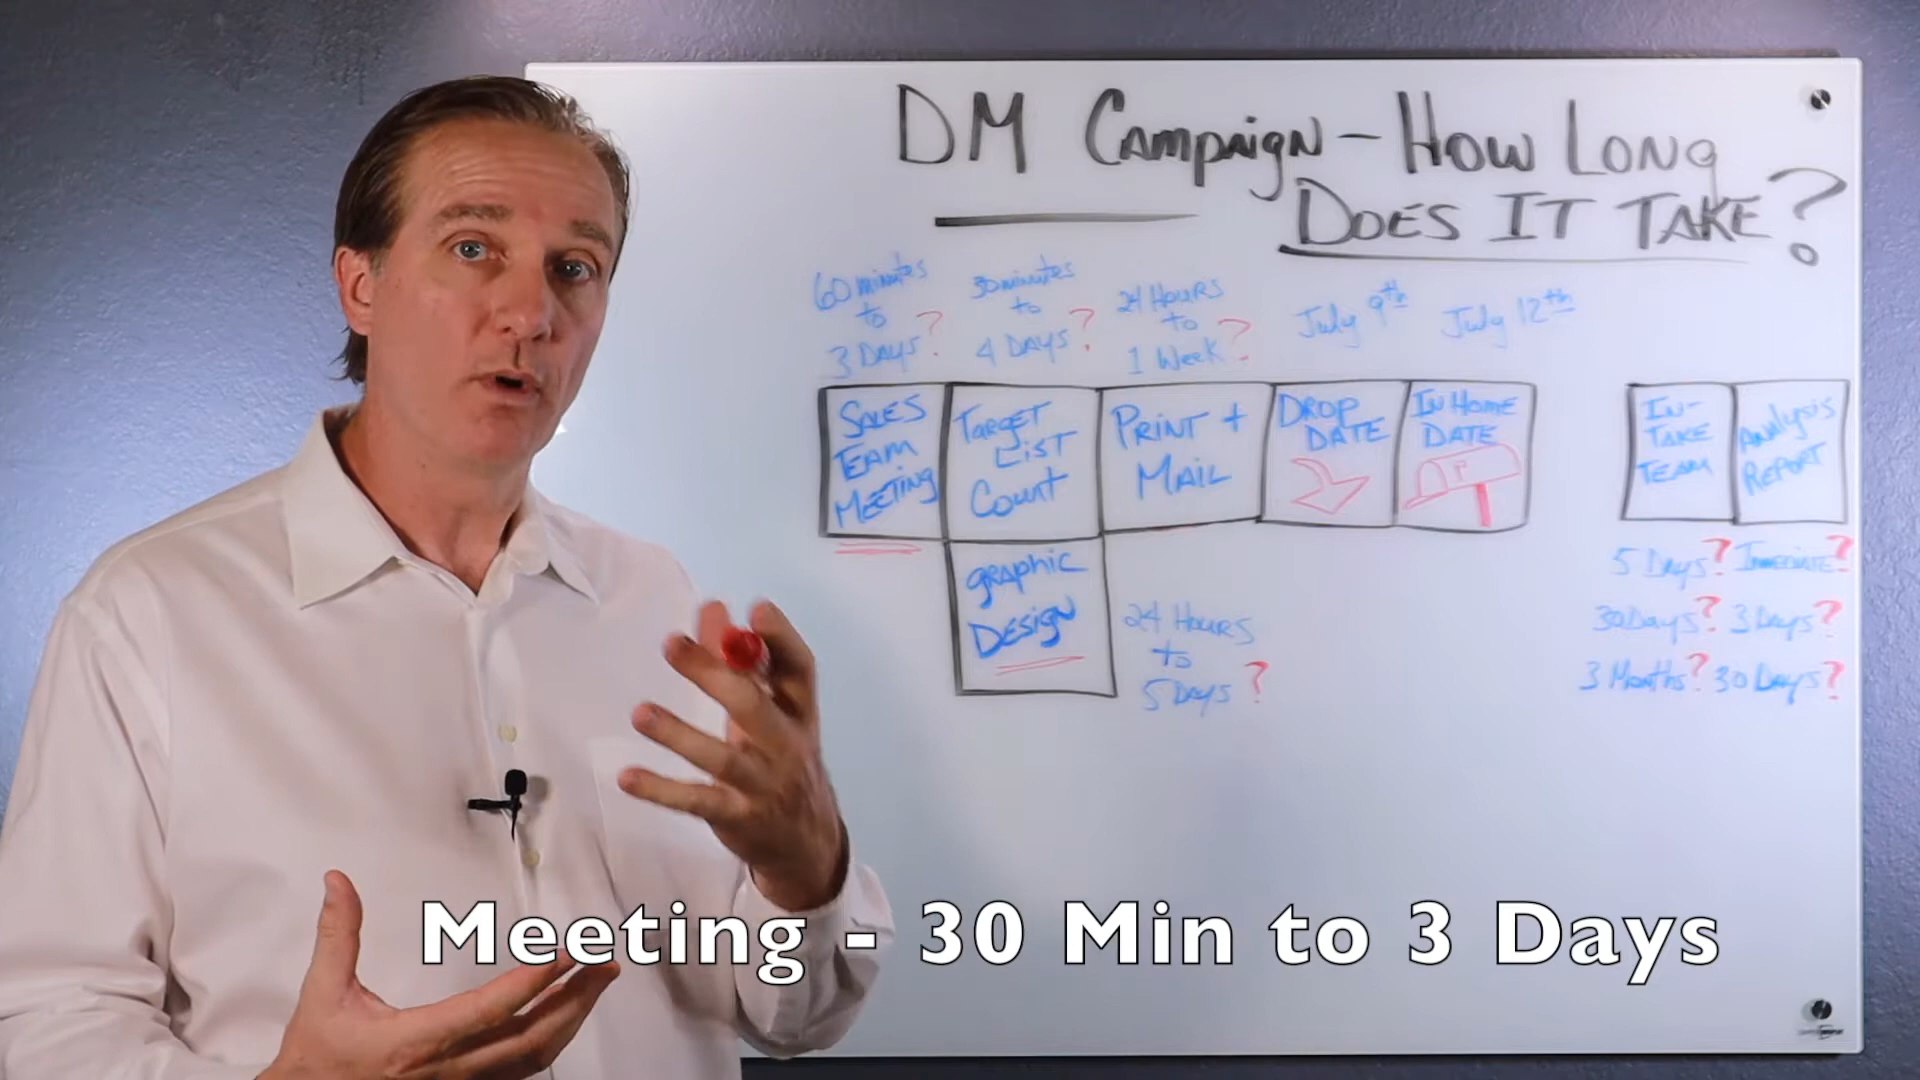 DM Campaign - How Long
Does It Take?
60 minutes
to
3 Days?
30 minutes
to
4 Days?
24 Hours
to
1 Week?
July 9th
July 12th
Sales
Team
Meeting
Target
List
Count
Print +
Mail
Drop
Date
In Home
Date
In-
Take
Team
Analysis
Report
Graphic
Design
24 Hours
to
5 Days?
5 Days? Immediate?
30 Days? 3 Days?
3 Months? 30 Days?
Meeting - 30 Min to 3 Days